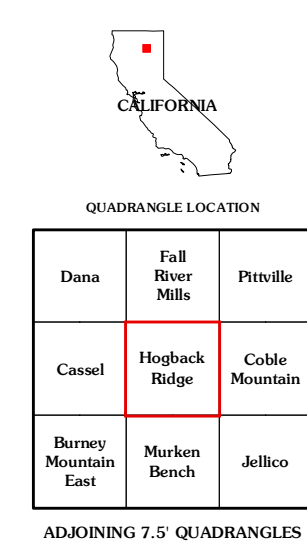 CALIFORNIA
QUADRANGLE LOCATION
Dana
Fall
River
Mills
Pittville
Cassel
Hogback
Ridge
Coble
Mountain
Burney
Mountain
East
Murken
Bench
Jellico
ADJOINING 7.5' QUADRANGLES